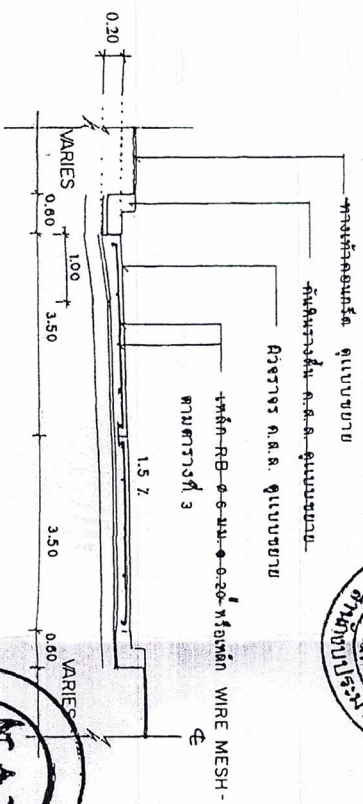 ทางเท้าคอนกรีต ดูแบบขยาย
คันหินรางตื้น ค.ส.ล. ดูแบบขยาย
ผิวจราจร ค.ส.ล. ดูแบบขยาย
เหล็ก RB Ø 6 มม. @ 0.20 หรือเหล็ก WIRE MESH-
ตามตารางที่ 3
0.20
1.5 %
VARIES
0.60
1.00
3.50
3.50
0.60
VARIES